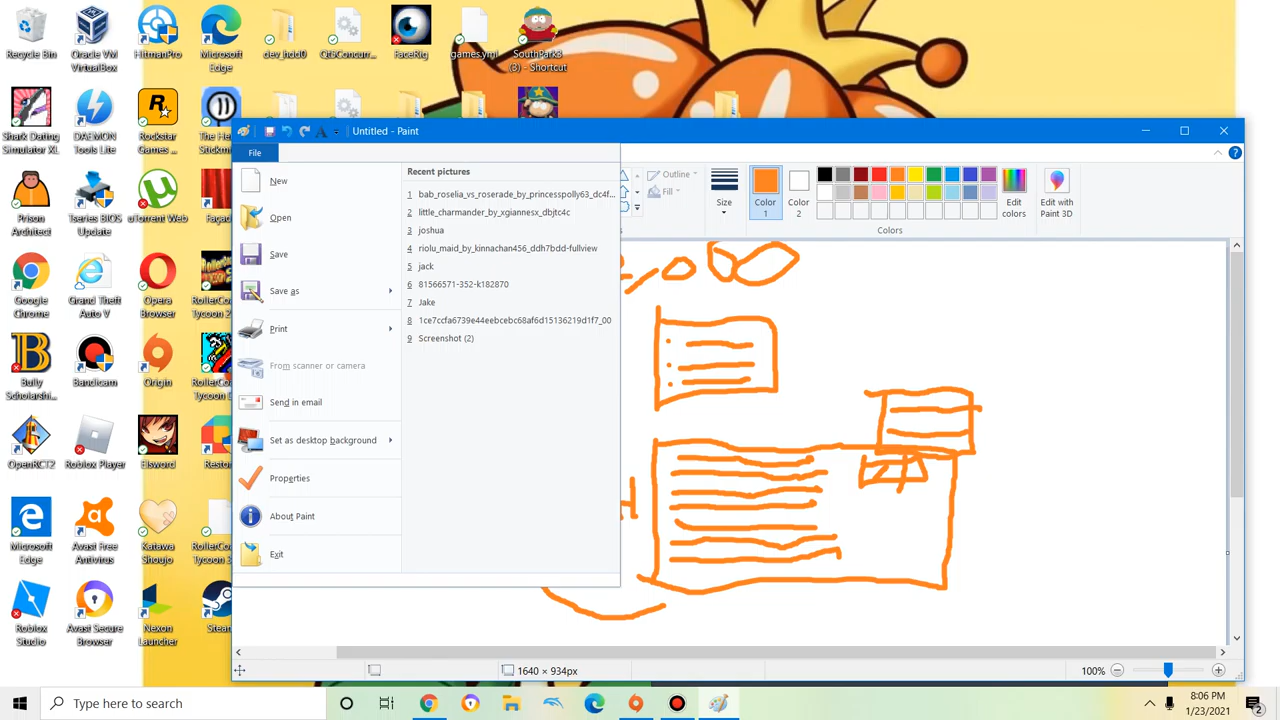 Recycle Bin
Oracle VM
VirtualBox
HitmanPro
Microsoft
Edge
dev_hdd0
FaceRig
games.yml
SouthPark3
(3) - Shortcut
Shark Dating
Simulator XL
DAEMON
Tools Lite
Rockstar
Games ...
The He
Stickm
Untitled - Paint
File
New
Open
Save
Save as
Print
From scanner or camera
Send in email
Set as desktop background
Properties
About Paint
Exit
Recent pictures
1 bab_roselia_vs_roserade_by_princesspolly63_dc4f...
2 little_charmander_by_xgiannesx_dbjtc4c
3 joshua
4 riolu_maid_by_kinnachan456_ddh7bdd-fullview
5 jack
6 81566571-352-k182870
7 Jake
8 1ce7ccfa6739e44eebcebc68af6d15136219d1f7_00
9 Screenshot (2)
Outline
Fill
Size
Color
1
Color
2
Edit
colors
Edit with
Paint 3D
Colors
Prison
Architect
Tseries BIOS
Update
uTorrent Web
Façad
Google
Chrome
Grand Theft
Auto V
Opera
Browser
RollerCo
Tycoon 2
Bully
Scholarshi...
Bandicam
Origin
RollerCo
Tycoon D
OpenRCT2
Roblox Player
Elsword
Restor
Microsoft
Edge
Avast Free
Antivirus
Katawa
Shoujo
RollerCo
Tycoon 3
Roblox
Studio
Avast Secure
Browser
Nexon
Launcher
Steam
1640 × 934px
100%
Type here to search
8:06 PM
1/23/2021
2